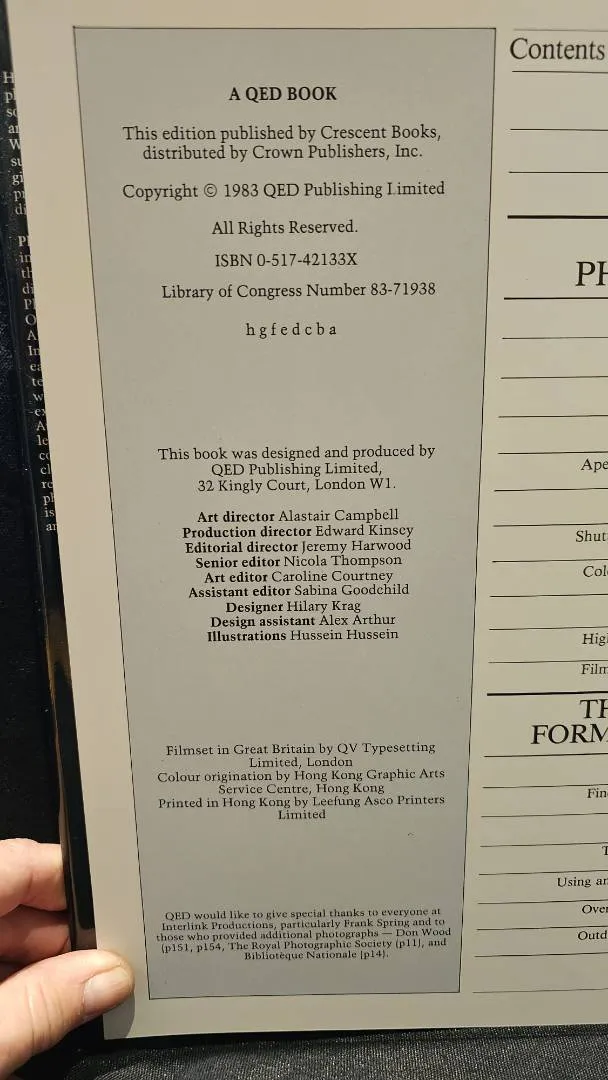 A QED BOOK
This edition published by Crescent Books,
distributed by Crown Publishers, Inc.
Copyright © 1983 QED Publishing Limited
All Rights Reserved.
ISBN 0-517-42133X
Library of Congress Number 83-71938
h g f e d c b a
This book was designed and produced by
QED Publishing Limited,
32 Kingly Court, London W1.
Art director Alastair Campbell
Production director Edward Kinsey
Editorial director Jeremy Harwood
Senior editor Nicola Thompson
Art editor Caroline Courtney
Assistant editor Sabina Goodchild
Designer Hilary Krag
Design assistant Alex Arthur
Illustrations Hussein Hussein
Filmset in Great Britain by QV Typesetting
Limited, London
Colour origination by Hong Kong Graphic Arts
Service Centre, Hong Kong
Printed in Hong Kong by Leefung Asco Printers
Limited
QED would like to give special thanks to everyone at
Interlink Productions, particularly Frank Spring and to
those who provided additional photographs — Don Wood
(p151, p154, The Royal Photographic Society (p11), and
Bibliotèque Nationale (p14).
Contents
PH
Ape
Shut
Colo
High
Film
TH
FORM
Fin
T
Using an
Over
Outd